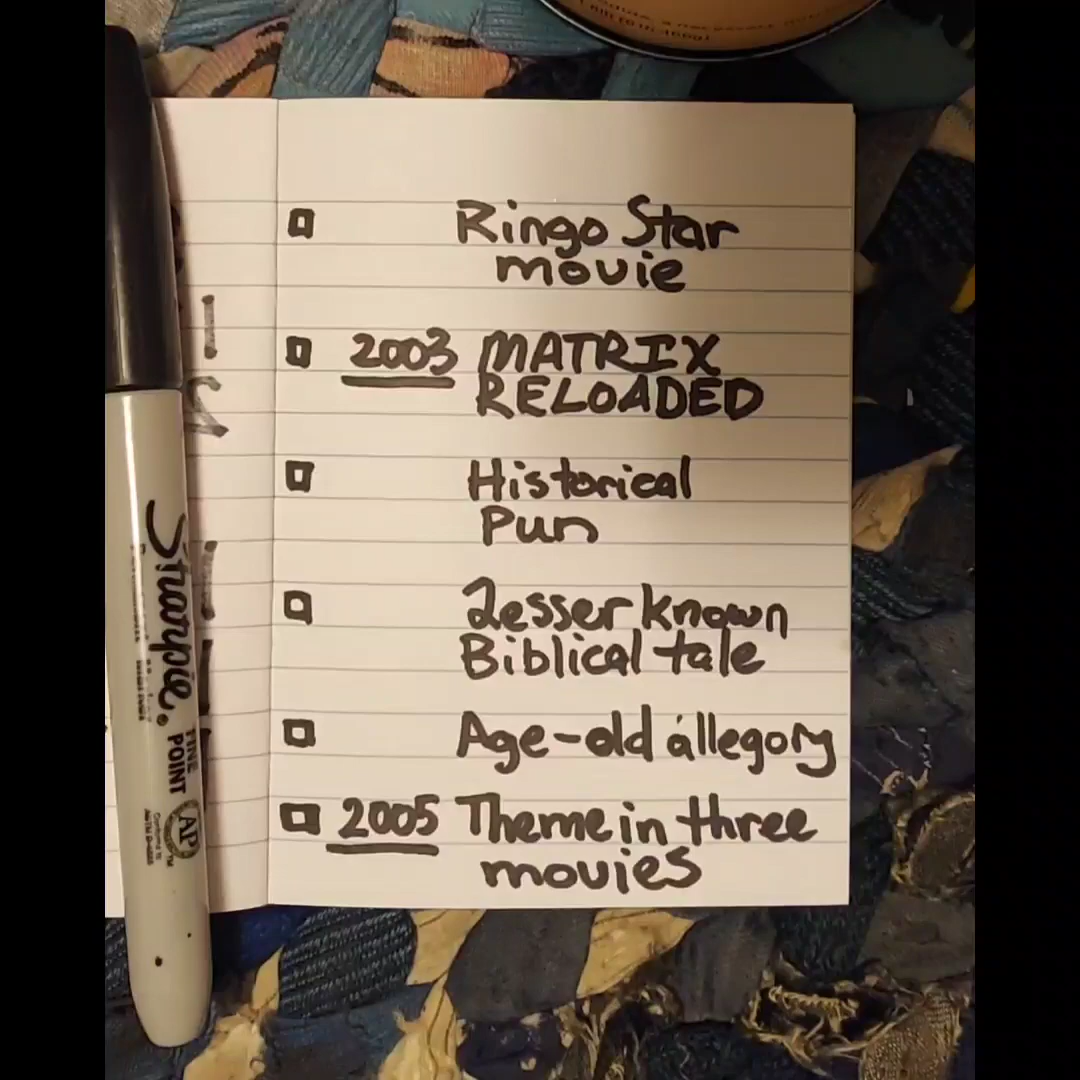 Ringo Star
movie
2003 MATRIX
RELOADED
Historical
Pun
Lesser known
Biblical tale
Age-old allegory
2005 Theme in three
movies
Sharpie.
FINE
POINT
AP